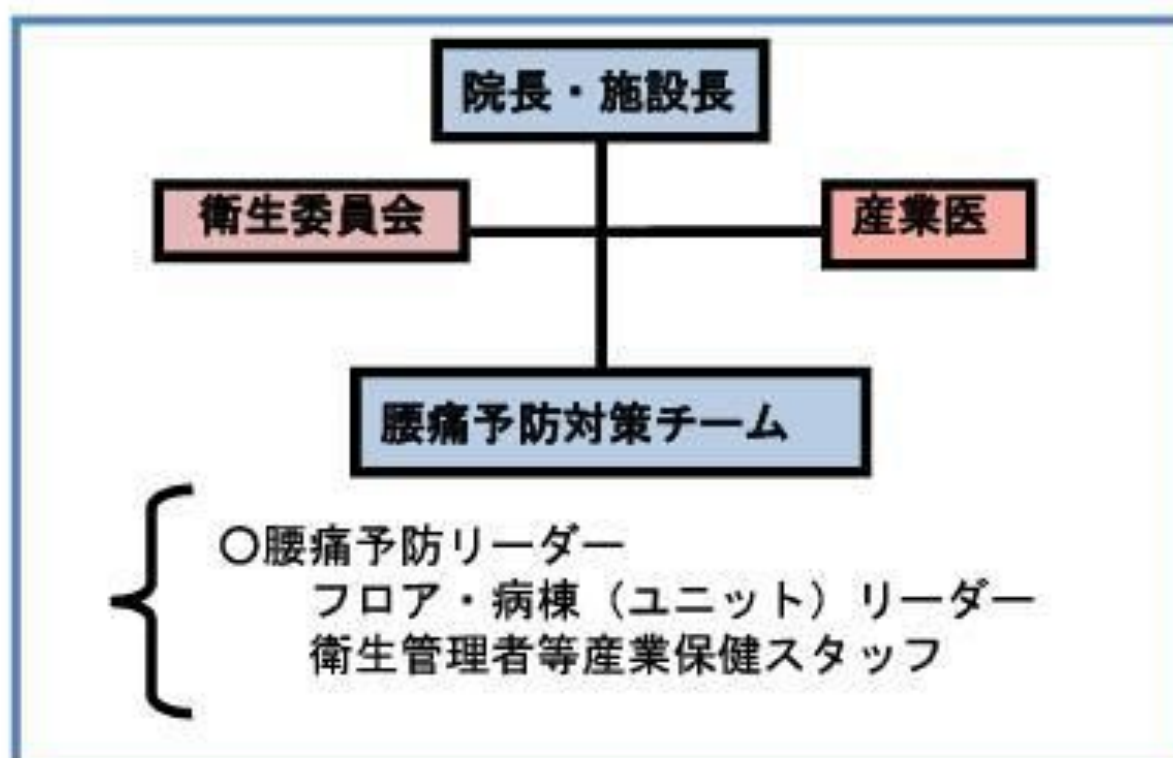 院長・施設長
衛生委員会
産業医
腰痛予防対策チーム
〇腰痛予防リーダー
フロア・病棟（ユニット）リーダー
衛生管理者等産業保健スタッフ